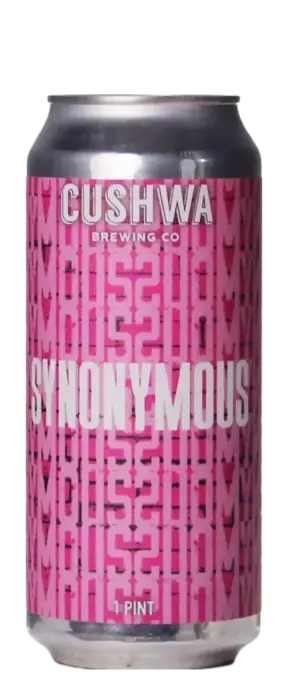 CUSHWA
BREWING CO
SYNONYMOUS
1 PINT